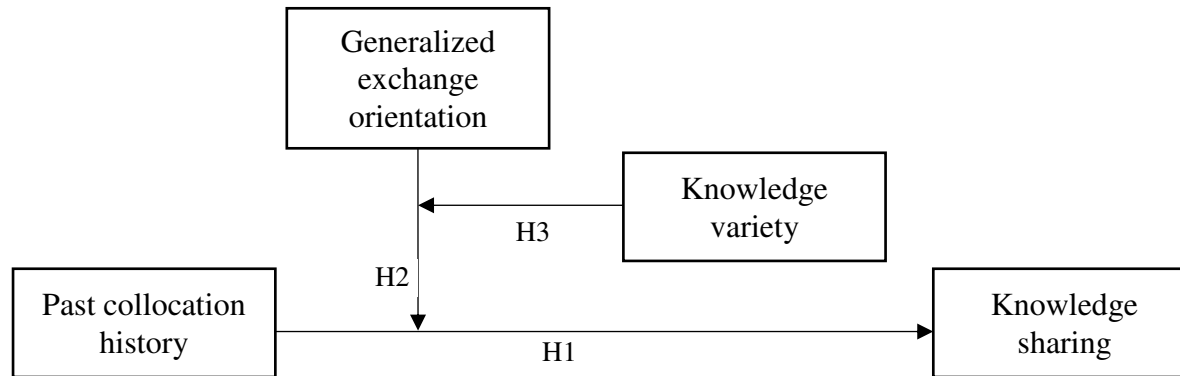 Generalized
exchange
orientation
Knowledge
variety
H3
H2
Past collocation
history
H1
Knowledge
sharing